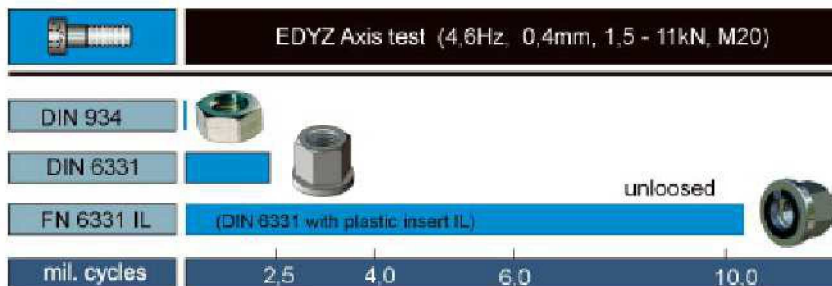 EDYZ Axis test (4,6Hz, 0,4mm, 1,5 - 11kN, M20)
DIN 934
DIN 6331
unloosed
FN 6331 IL (DIN 6331 with plastic insert IL)
mil. cycles 2,5 4,0 6,0 10,0